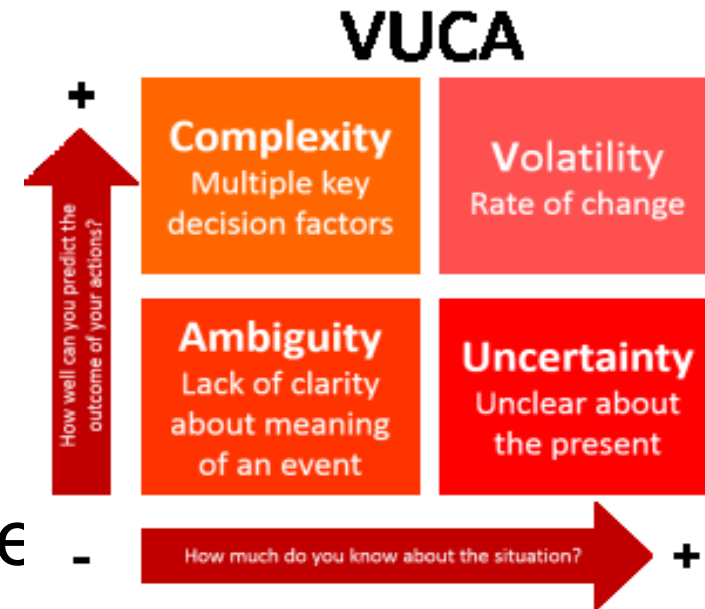 VUCA
+
Complexity
Multiple key
decision factors
Volatility
Rate of change
How well can you predict the
outcome of your actions?
Ambiguity
Lack of clarity
about meaning
of an event
Uncertainty
Unclear about
the present
e
-
How much do you know about the situation?
+